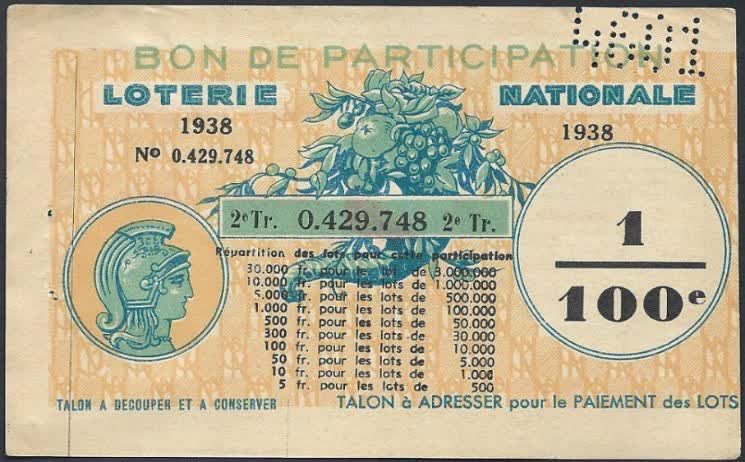 4601
BON DE PARTICIPATION
LOTERIE NATIONALE
1938 1938
No 0.429.748
2e Tr. 0.429.748 2e Tr.
1
100e
Répartition des lots pour cette participation
30.000 fr. pour le lot de 3.000.000
10.000 fr. pour les lots de 1.000.000
5.000 fr. pour les lots de 500.000
1.000 fr. pour les lots de 100.000
500 fr. pour les lots de 50.000
300 fr. pour les lots de 30.000
100 fr. pour les lots de 10.000
50 fr. pour les lots de 5.000
10 fr. pour les lots de 1.000
5 fr. pour les lots de 500
TALON A DECOUPER ET A CONSERVER
TALON à ADRESSER pour le PAIEMENT des LOTS